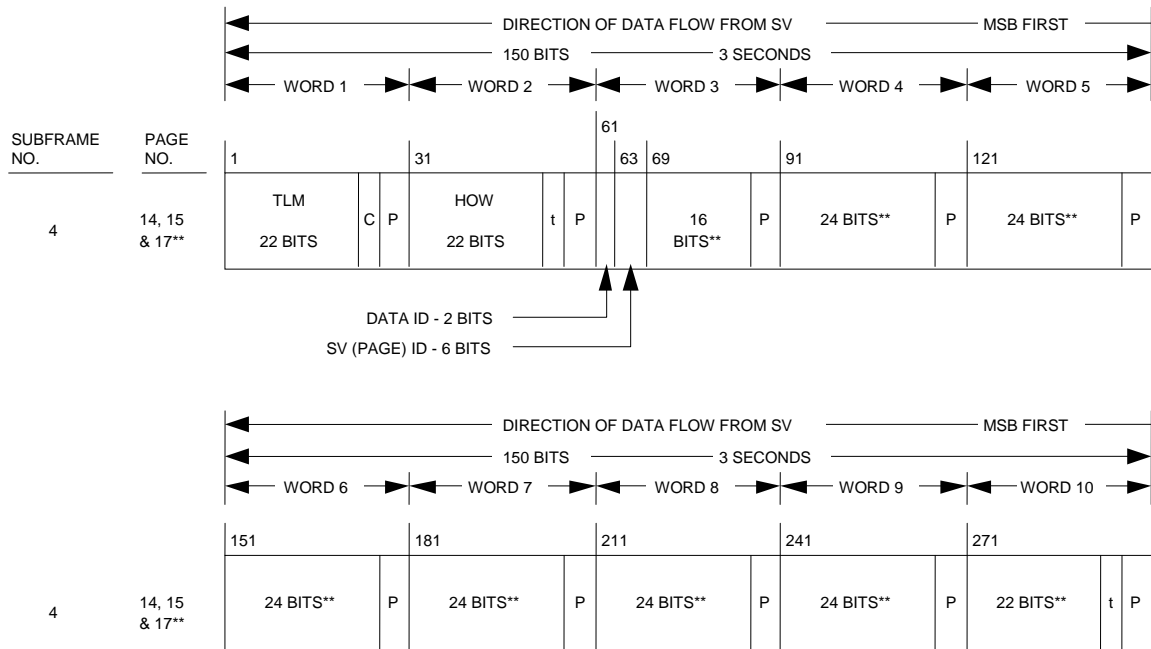 DIRECTION OF DATA FLOW FROM SV MSB FIRST
150 BITS 3 SECONDS
WORD 1 WORD 2 WORD 3 WORD 4 WORD 5
SUBFRAME NO.
PAGE NO.
1 31 61 63 69 91 121
4
14, 15 & 17**
TLM 22 BITS C P
HOW 22 BITS t P
16 BITS** P
24 BITS** P
24 BITS** P
DATA ID - 2 BITS
SV (PAGE) ID - 6 BITS
DIRECTION OF DATA FLOW FROM SV MSB FIRST
150 BITS 3 SECONDS
WORD 6 WORD 7 WORD 8 WORD 9 WORD 10
151 181 211 241 271
4
14, 15 & 17**
24 BITS** P 24 BITS** P 24 BITS** P 24 BITS** P 22 BITS** t P